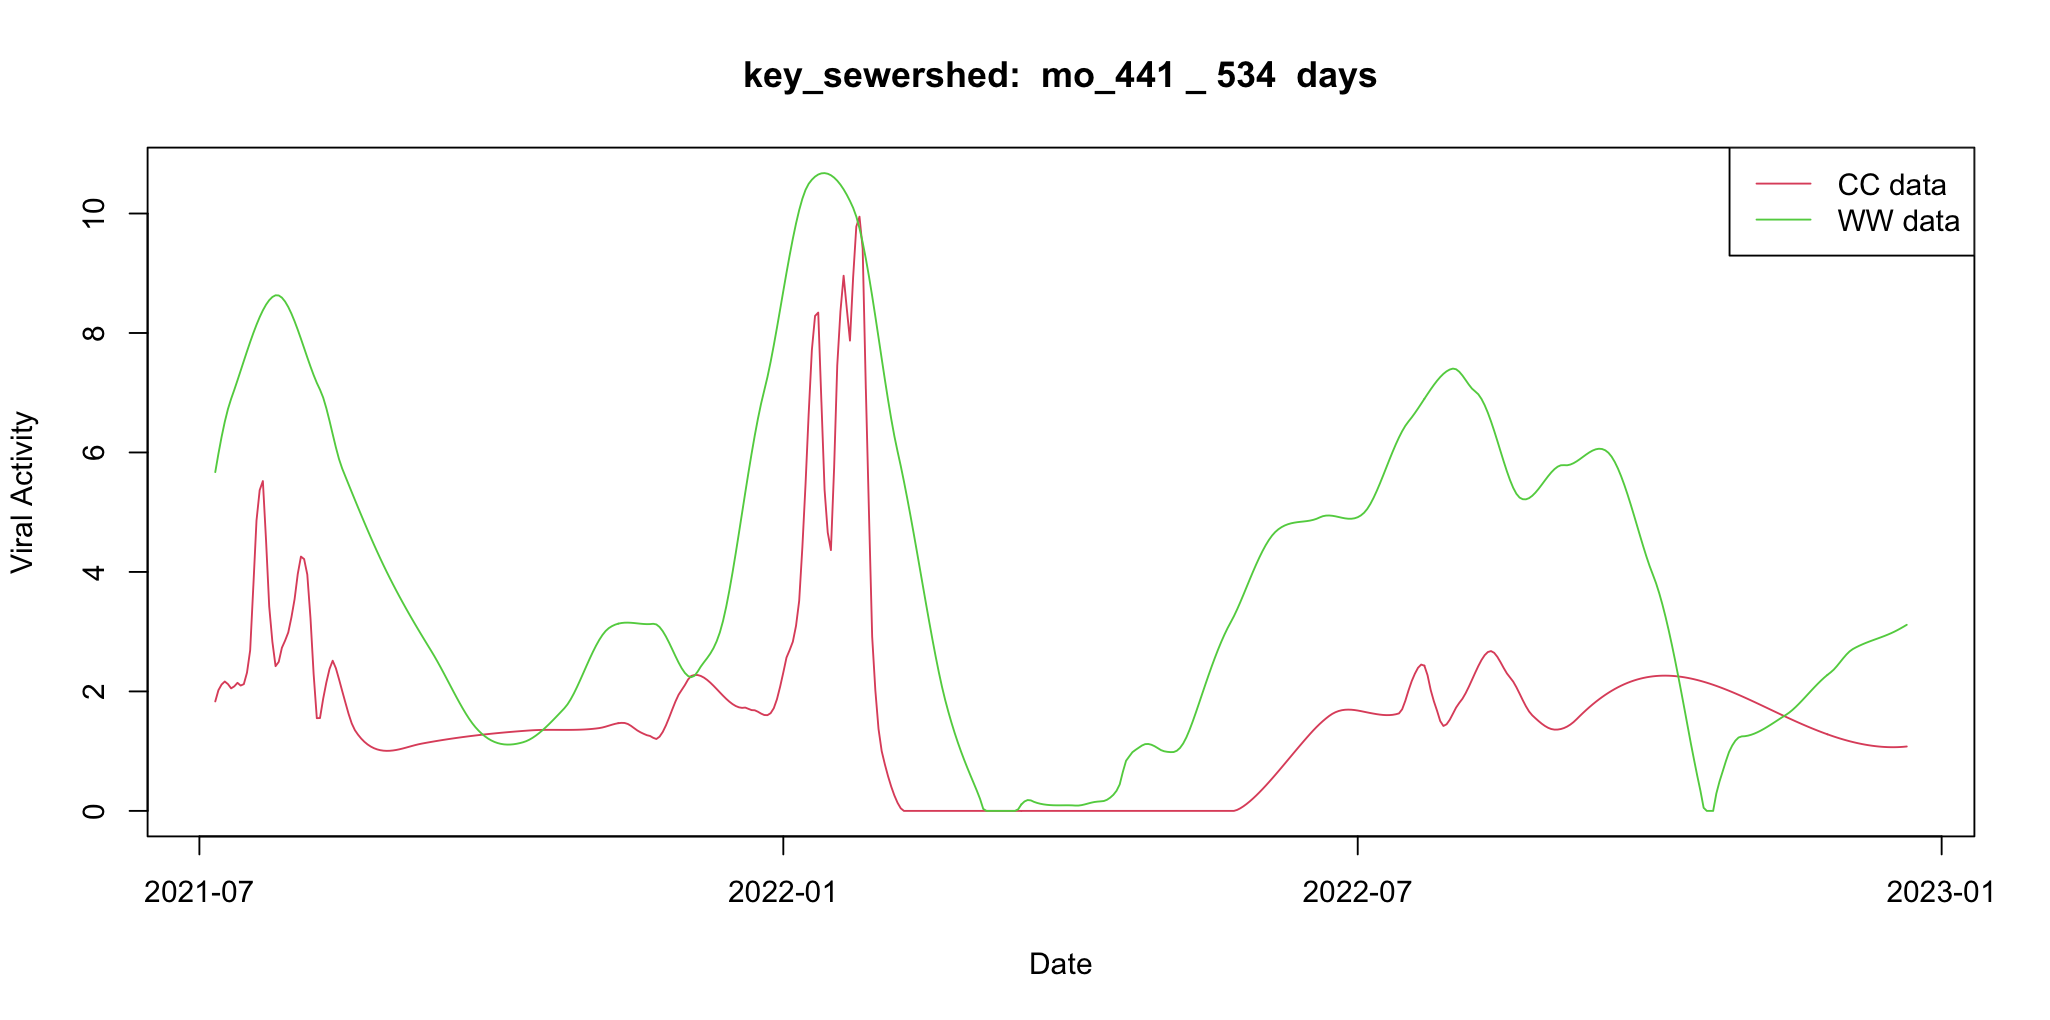 key_sewershed:  mo_441 _ 534  days
CC data
WW data
Viral Activity
10
8
6
4
2
0
2021-07
2022-01
2022-07
2023-01
Date